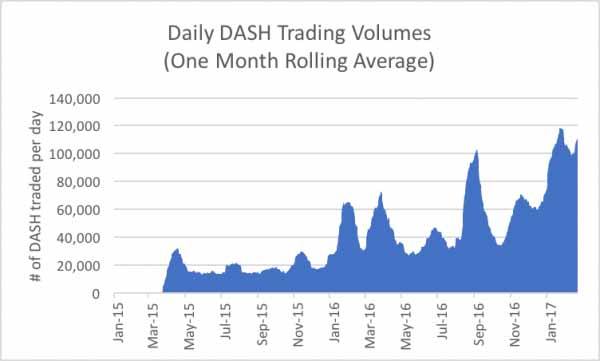 Daily DASH Trading Volumes
(One Month Rolling Average)
# of DASH traded per day
140,000
120,000
100,000
80,000
60,000
40,000
20,000
0
Jan-15
Mar-15
May-15
Jul-15
Sep-15
Nov-15
Jan-16
Mar-16
May-16
Jul-16
Sep-16
Nov-16
Jan-17